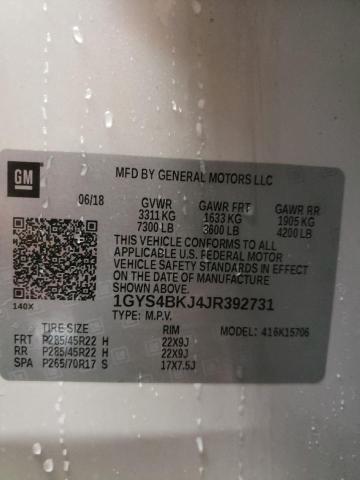 GM
MFD BY GENERAL MOTORS LLC
06/18 GVWR GAWR FRT GAWR RR
3311 KG 1633 KG 1905 KG
7300 LB 3600 LB 4200 LB
THIS VEHICLE CONFORMS TO ALL
APPLICABLE U.S. FEDERAL MOTOR
VEHICLE SAFETY STANDARDS IN
EFFECT ON THE DATE OF MANUFACTURE
SHOWN ABOVE.
1GYS4BKJ4JR392731
140X TYPE: M.P.V.
TIRE SIZE RIM MODEL: 416K15706
FRT P285/45R22 H 22X9J
RR P285/45R22 H 22X9J
SPA P265/70R17 S 17X7.5J